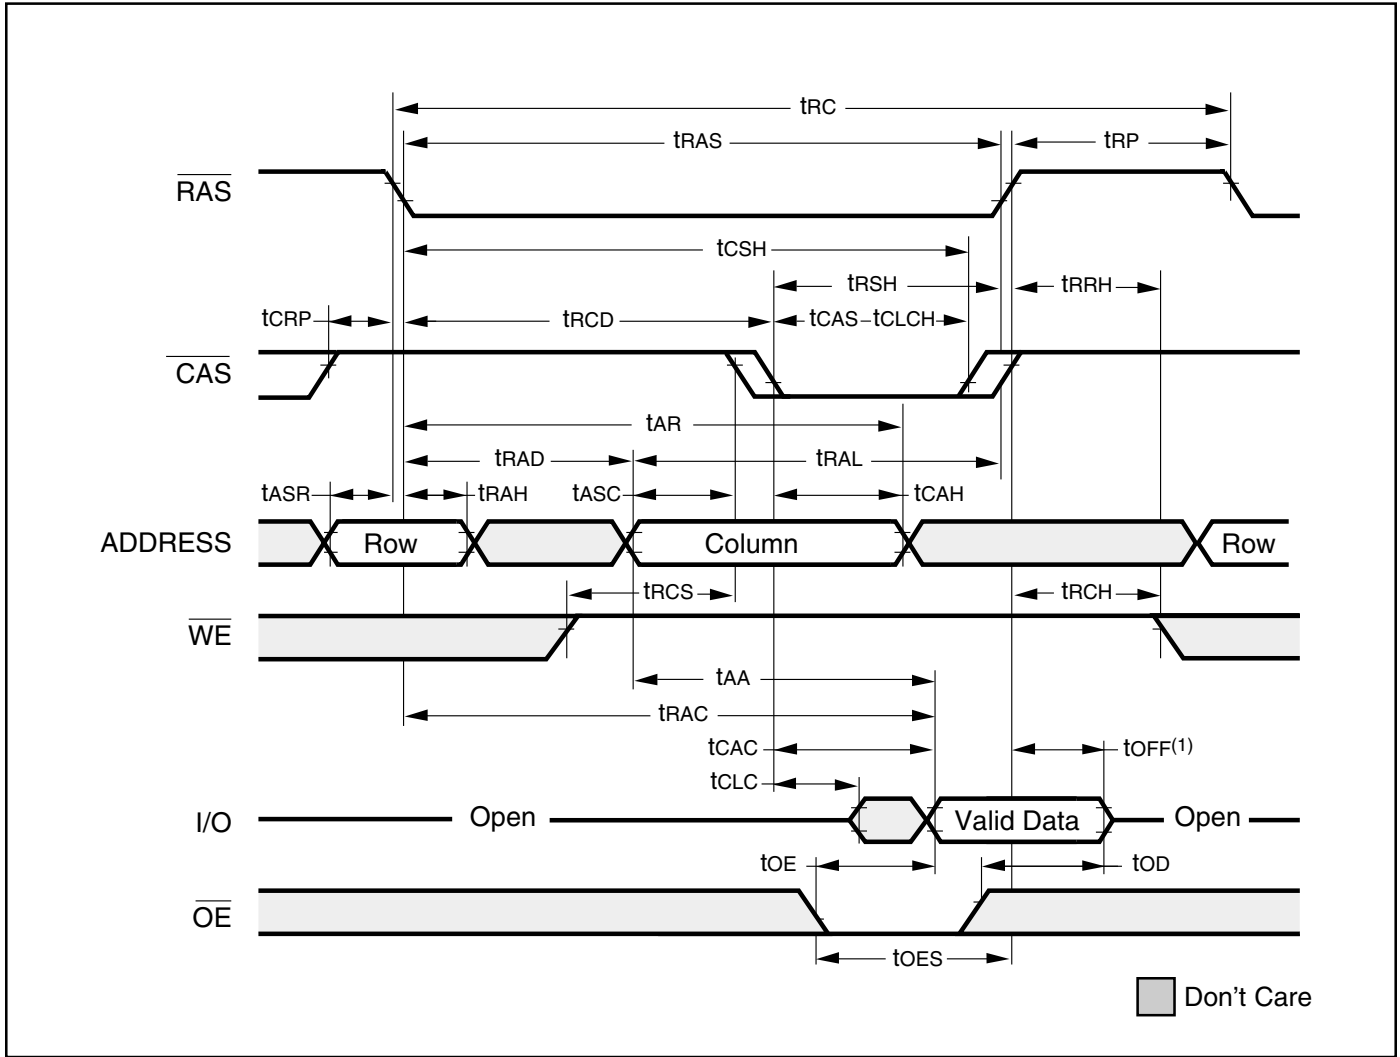 tRC
tRAS
tRP
RAS
tCSH
tRSH
tRRH
tCRP
tRCD
tCAS
tCLCH
CAS
tAR
tRAD
tRAL
tASR
tRAH
tASC
tCAH
ADDRESS
Row
Column
Row
tRCS
tRCH
WE
tAA
tRAC
tCAC
tOFF(1)
tCLC
I/O
Open
Valid Data
Open
tOE
tOD
OE
tOES
Don't Care